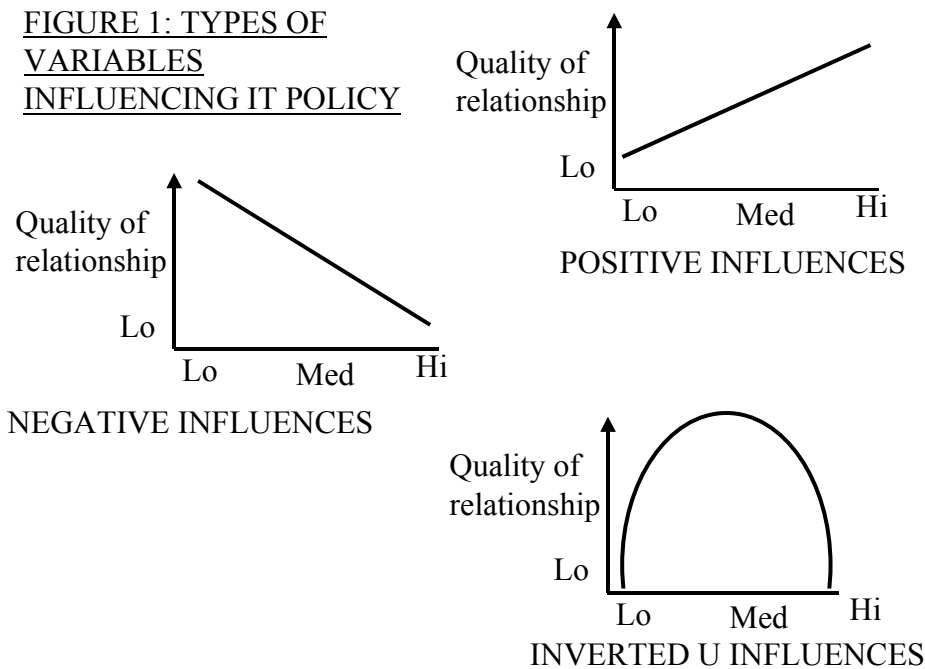 FIGURE 1: TYPES OF
VARIABLES
INFLUENCING IT POLICY
Quality of
relationship
Lo
Lo Med Hi
POSITIVE INFLUENCES
Quality of
relationship
Lo
Lo Med Hi
NEGATIVE INFLUENCES
Quality of
relationship
Lo
Lo Med Hi
INVERTED U INFLUENCES